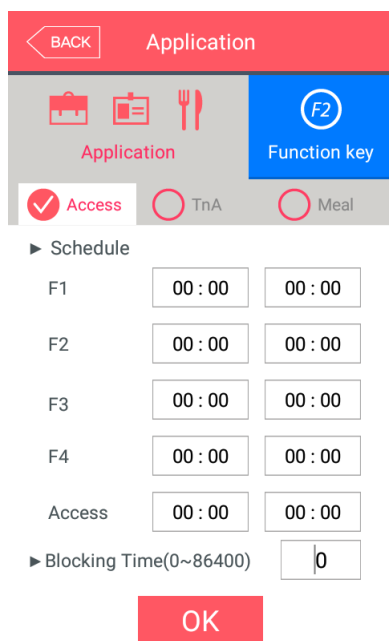 BACK Application
F2
Application Function key
Access TnA Meal
► Schedule
F1 00 : 00 00 : 00
F2 00 : 00 00 : 00
F3 00 : 00 00 : 00
F4 00 : 00 00 : 00
Access 00 : 00 00 : 00
► Blocking Time(0~86400) 0
OK